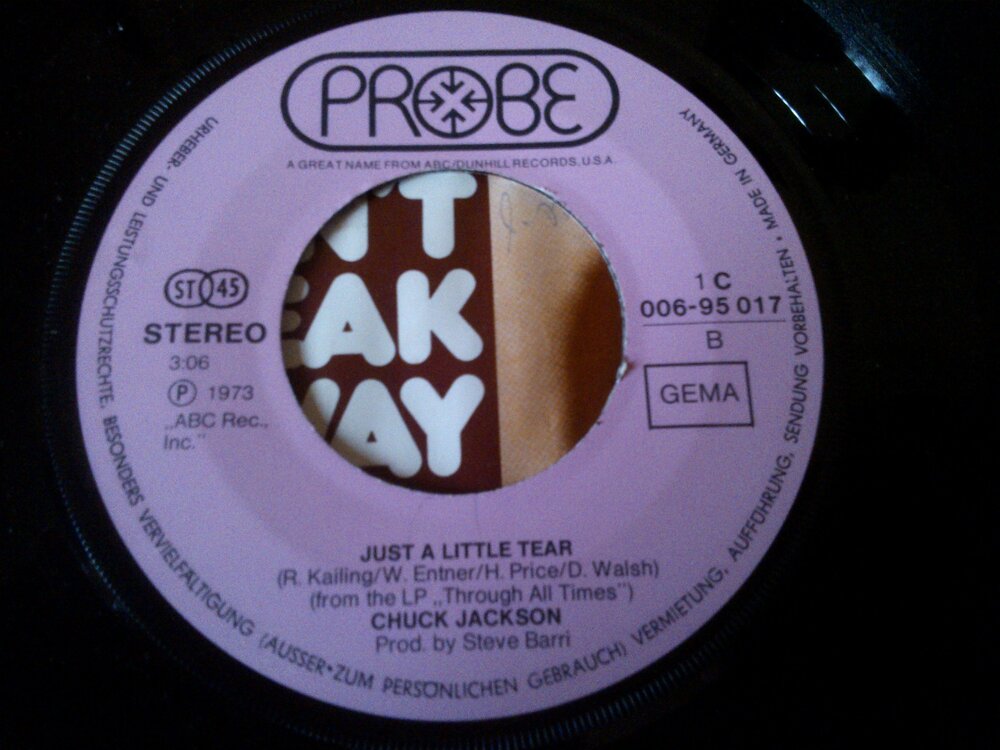 PROBE
A GREAT NAME FROM ABC/DUNHILL RECORDS, U.S.A.
URHEBER- UND LEISTUNGSSCHUTZRECHTE, BESONDERS VERVIELFÄLTIGUNG (AUSSER•ZUM PERSÖNLICHEN GEBRAUCH) VERMIETUNG, AUFFÜHRUNG, SENDUNG VORBEHALTEN • MADE IN GERMANY
ST 45
STEREO
3:06
Ⓟ 1973
„ABC Rec.,
Inc.”
1 C
006-95 017
B
GEMA
N'T
EAK
WAY
JUST A LITTLE TEAR
(R. Kailing/W. Entner/H. Price/D. Walsh)
(from the LP „Through All Times”)
CHUCK JACKSON
Prod. by Steve Barri